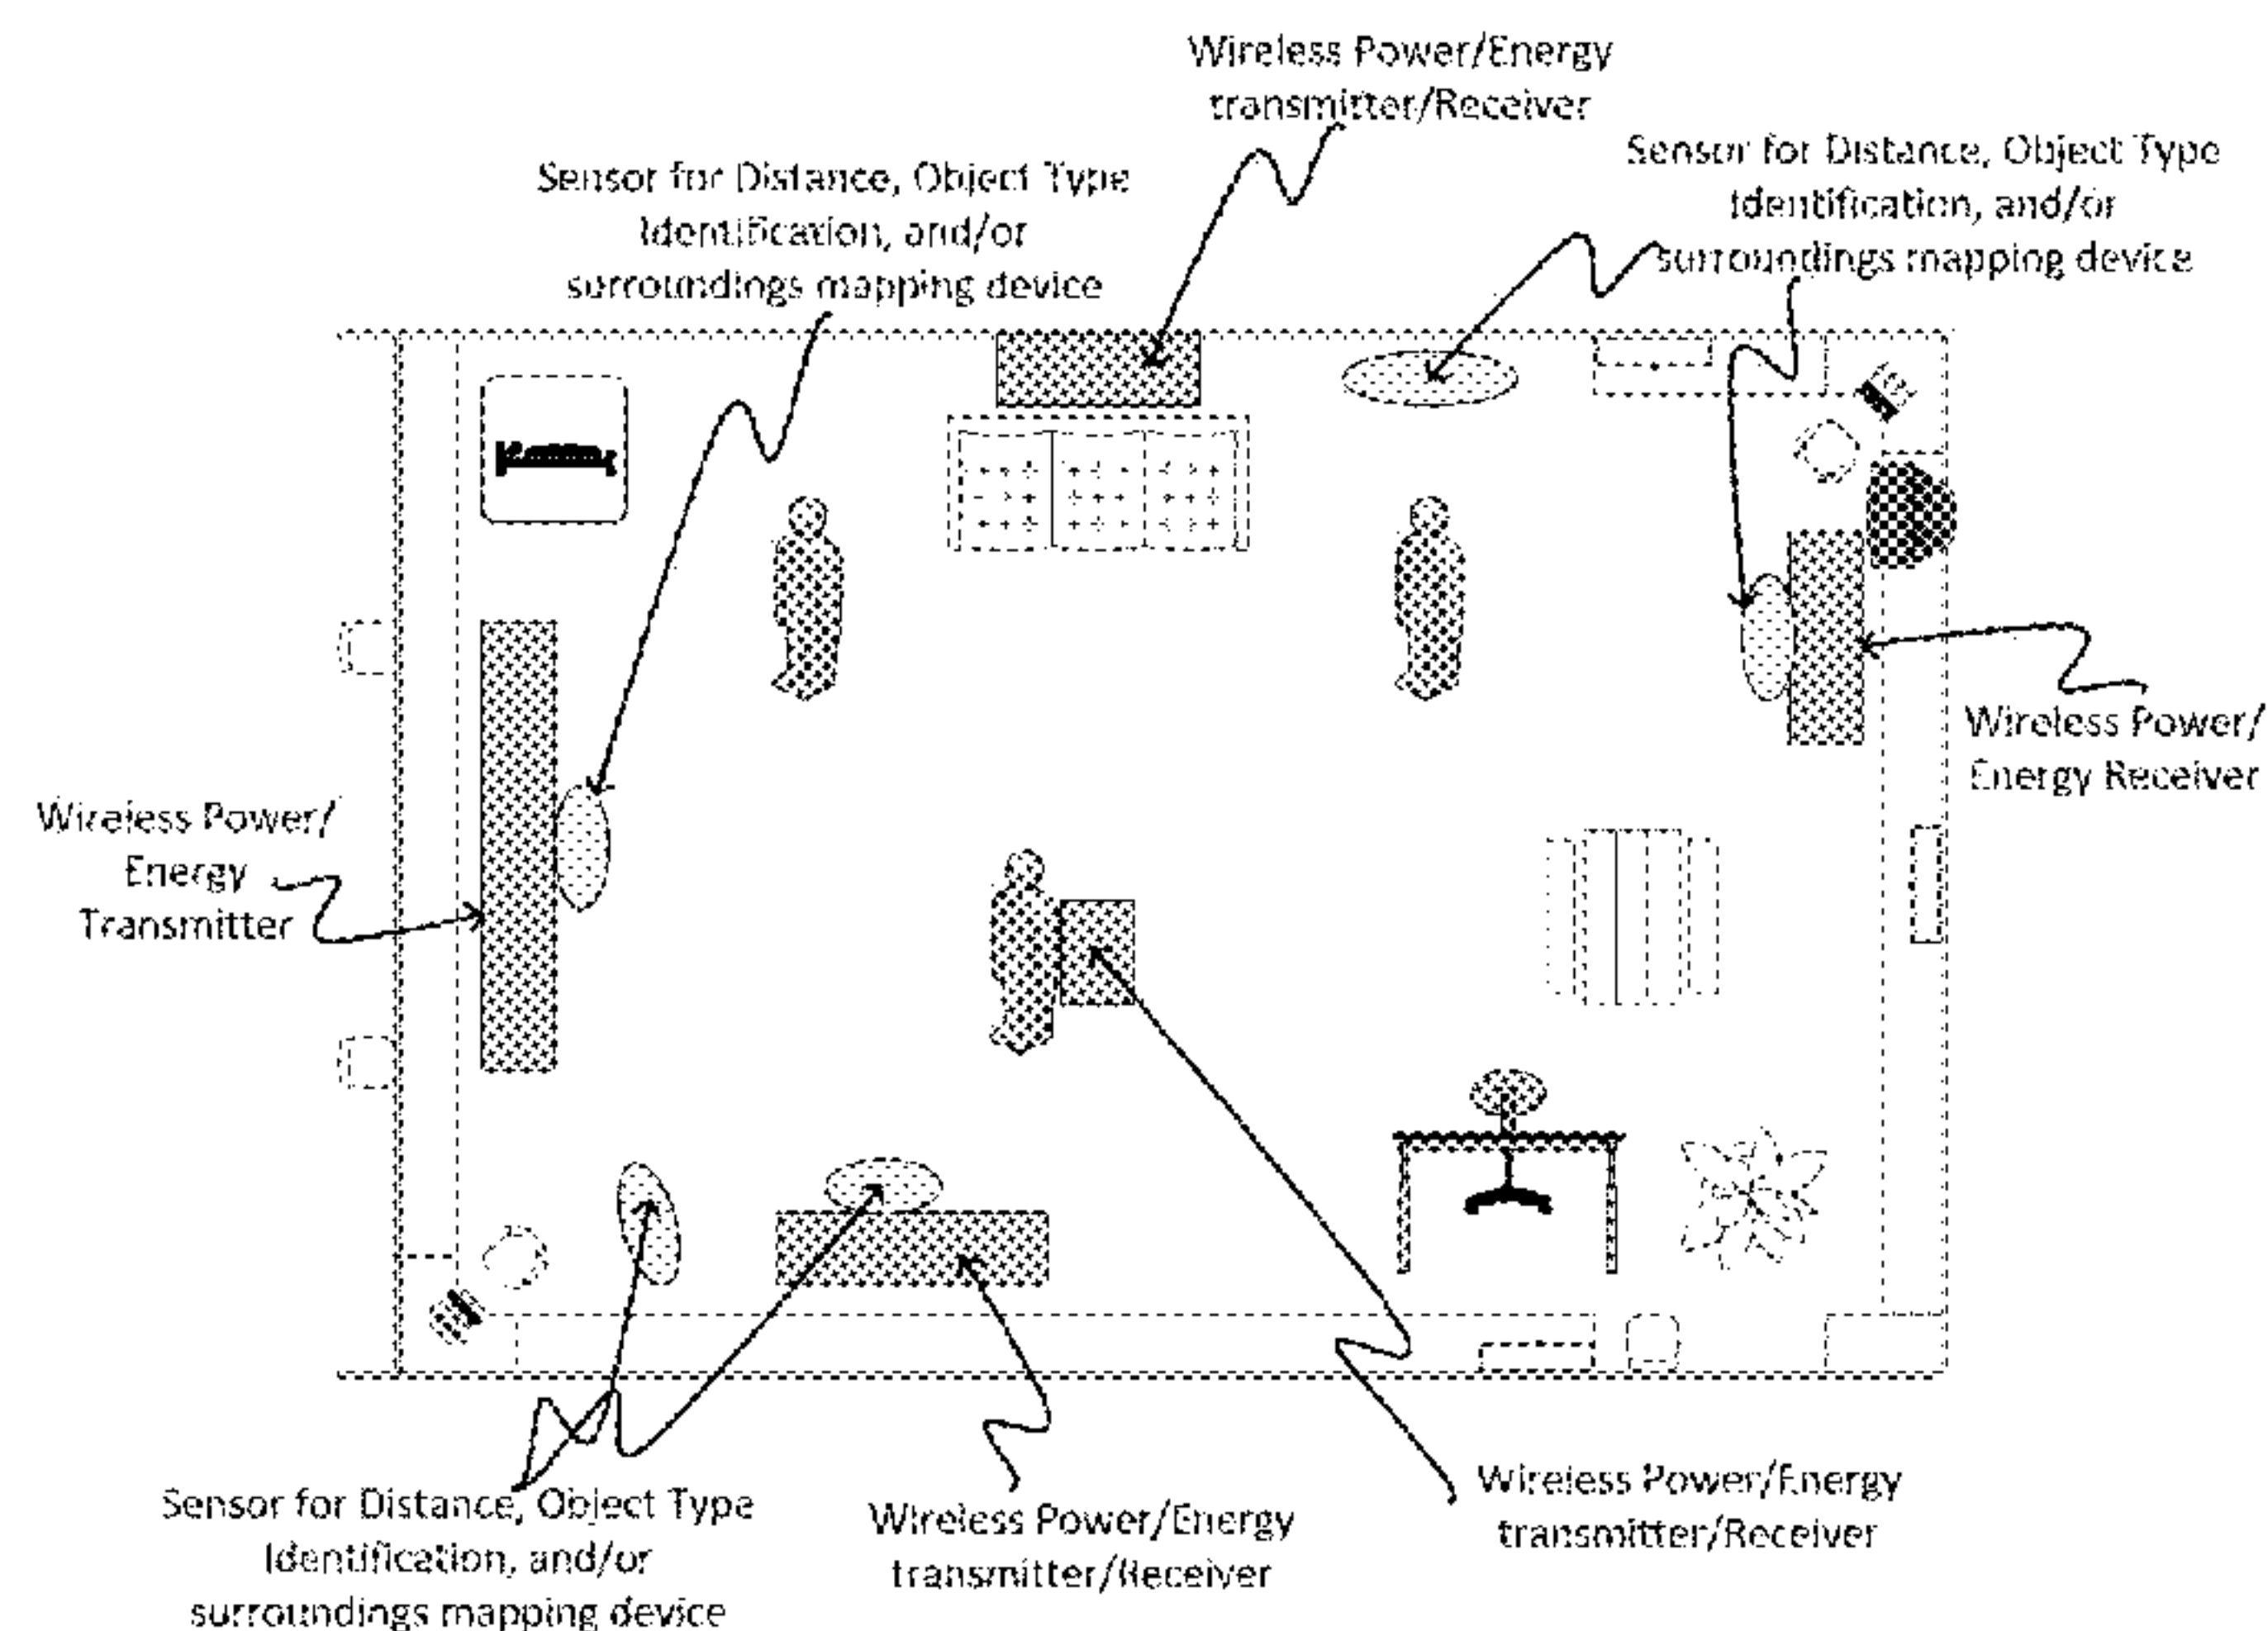 Wireless Power/Energy
transmitter/Receiver
Sensor for Distance, Object Type
Identification, and/or
surroundings mapping device
Sensor for Distance, Object Type
Identification, and/or
surroundings mapping device
Wireless Power/
Energy Receiver
Wireless Power/
Energy
Transmitter
Sensor for Distance, Object Type
Identification, and/or
surroundings mapping device
Wireless Power/Energy
transmitter/Receiver
Wireless Power/Energy
transmitter/Receiver